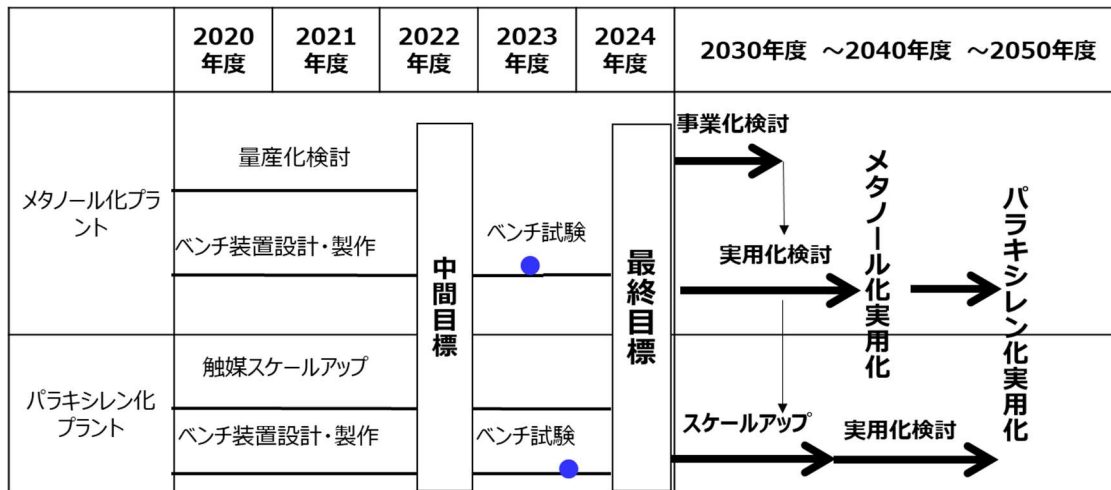 2020
年度
2021
年度
2022
年度
2023
年度
2024
年度
2030年度 ～2040年度 ～2050年度
メタノール化プラ
ント
量産化検討
ベンチ装置設計・製作
中間目標
ベンチ試験
最終目標
事業化検討
実用化検討
メタノール化実用化
パラキシレン化実用化
パラキシレン化
プラント
触媒スケールアップ
ベンチ装置設計・製作
ベンチ試験
スケールアップ
実用化検討